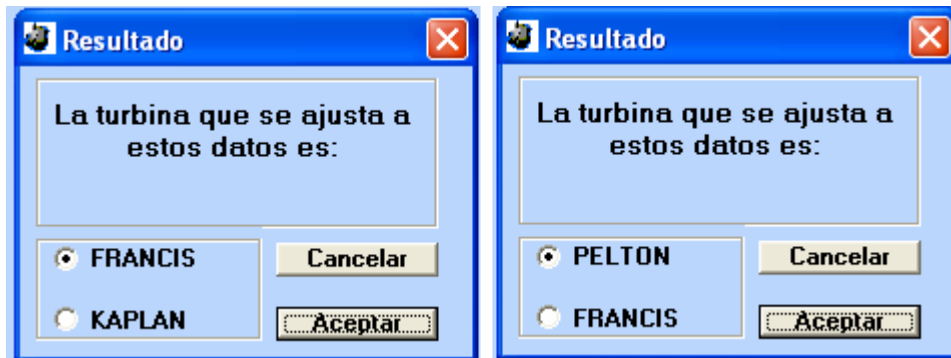 Resultado
La turbina que se ajusta a
estos datos es:
FRANCIS
Cancelar
KAPLAN
Aceptar
Resultado
La turbina que se ajusta a
estos datos es:
PELTON
Cancelar
FRANCIS
Aceptar